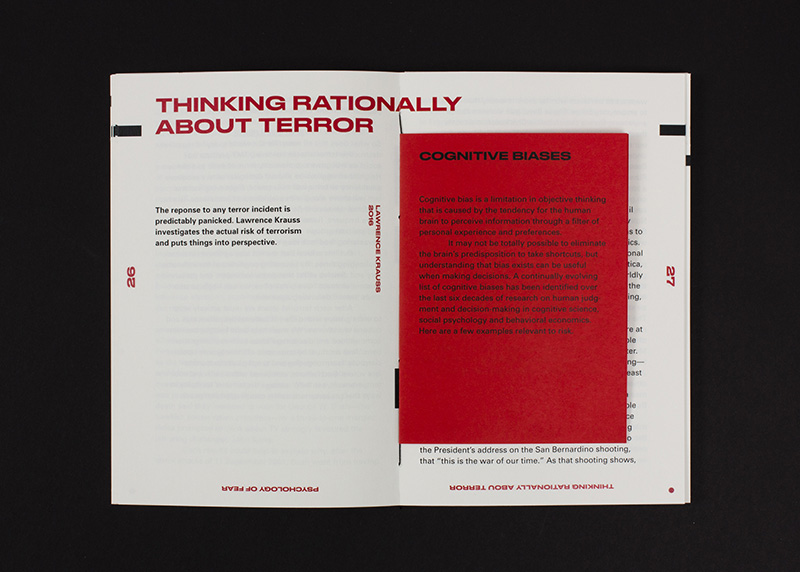 THINKING RATIONALLY
ABOUT TERROR
The reponse to any terror incident is
predictably panicked. Lawrence Krauss
investigates the actual risk of terrorism
and puts things into perspective.
LAWRENCE KRAUSS
2016
26
PSYCHOLOGY OF FEAR
COGNITIVE BIASES
Cognitive bias is a limitation in objective thinking
that is caused by the tendency for the human
brain to perceive information through a filter of
personal experience and preferences.
It may not be totally possible to eliminate
the brain's predisposition to take shortcuts, but
understanding that bias exists can be useful
when making decisions. A continually evolving
list of cognitive biases has been identified over
the last six decades of research on human judg-
ment and decision-making in cognitive science,
social psychology and behavioral economics.
Here are a few examples relevant to risk.
to
the
at
the President's address on the San Bernardino shooting,
that “this is the war of our time.” As that shooting shows,
27
THINKING RATIONALLY ABOUT TERROR